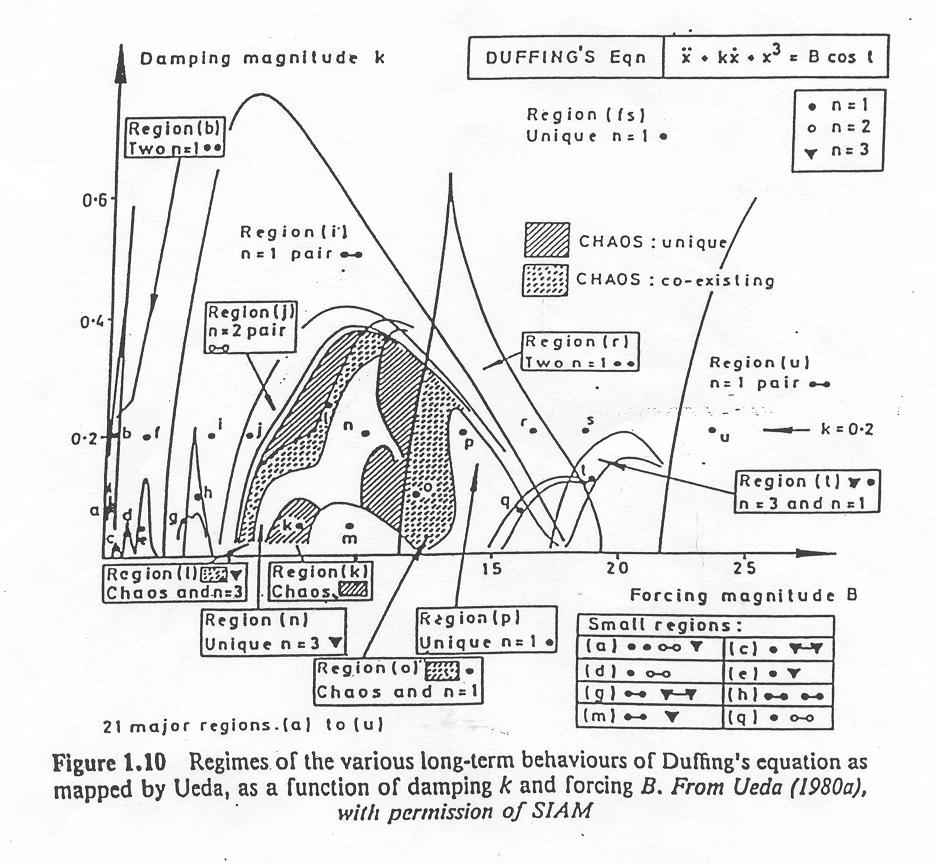 Damping magnitude k
DUFFING'S Eqn
ẍ + kẋ + x³ = B cos t
Region (fs)
Unique n=1 •
• n=1
○ n=2
▼ n=3
Region (b)
Two n=1 ••
0·6
Region (i)
n=1 pair •-•
CHAOS : unique
CHAOS : co-existing
Region (j)
n=2 pair
○-○
0·4
Region (r)
Two n=1 ••
Region (u)
n=1 pair •-•
0·2
b
f
i
j
l
n
p
r
s
u
k=0·2
a
c
d
e
g
h
k
m
o
q
t
Region (t) ▼ •
n=3 and n=1
15
20
25
Forcing magnitude B
Region (l) ▼
Chaos and n=3
Region (k)
Chaos
Region (n)
Unique n=3 ▼
Region (p)
Unique n=1 •
Region (o) •
Chaos and n=1
Small regions:
(a) • • ○-○ ▼
(c) • ▼-▼
(d) • ○-○
(e) • ▼
(g) •-• ▼-▼
(h) •-• •-•
(m) •-• ▼
(q) • ○-○
21 major regions.(a) to (u)
Figure 1.10 Regimes of the various long-term behaviours of Duffing's equation as
mapped by Ueda, as a function of damping k and forcing B. From Ueda (1980a),
with permission of SIAM